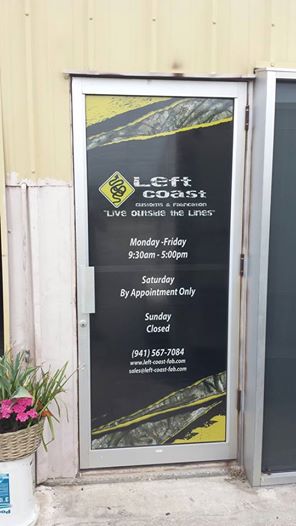 Left
Coast
Customs & Fabrication
"Live Outside the Lines"
Monday -Friday
9:30am - 5:00pm
Saturday
By Appointment Only
Sunday
Closed
(941) 567-7084
www.left-coast-fab.com
sales@left-coast-fab.com